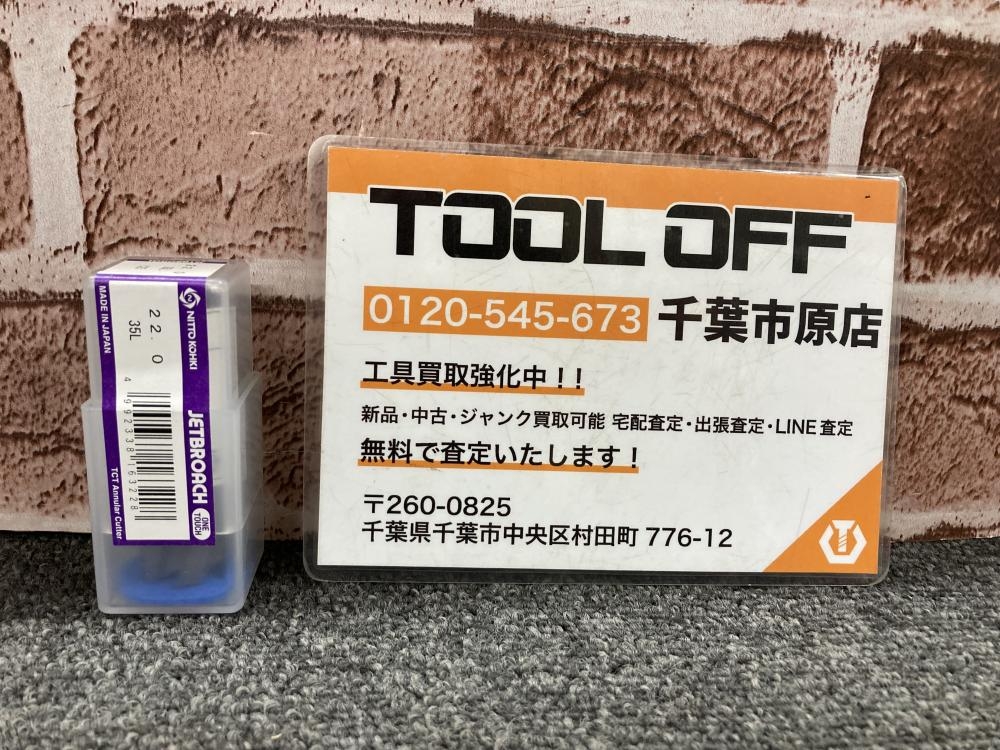 NITTO KOHKI
JETBROACH
ONE TOUCH
TCT Annular Cutter
MADE IN JAPAN
22.0
35L
4 992338 163228
TOOL OFF
0120-545-673 千葉市原店
工具買取強化中!!
新品・中古・ジャンク買取可能 宅配査定・出張査定・LINE査定
無料で査定いたします!
〒260-0825
千葉県千葉市中央区村田町 776-12